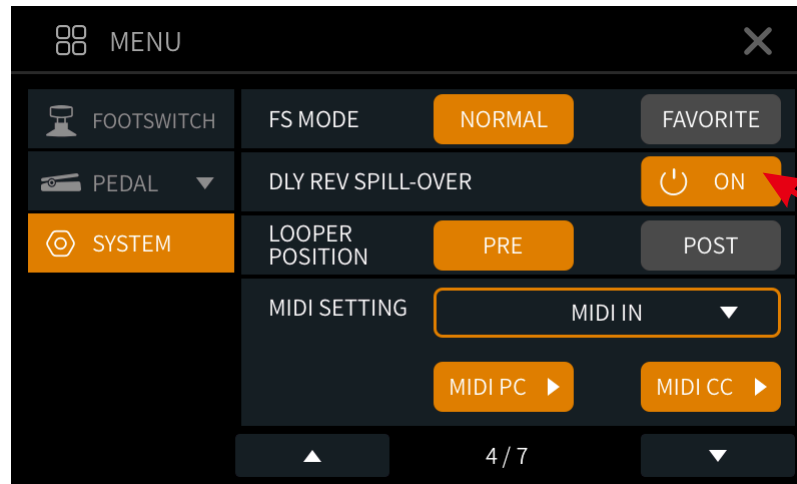 MENU
FOOTSWITCH
PEDAL
SYSTEM
FS MODE NORMAL FAVORITE
DLY REV SPILL-OVER ON
LOOPER
POSITION
PRE POST
MIDI SETTING MIDI IN
MIDI PC MIDI CC
4 / 7